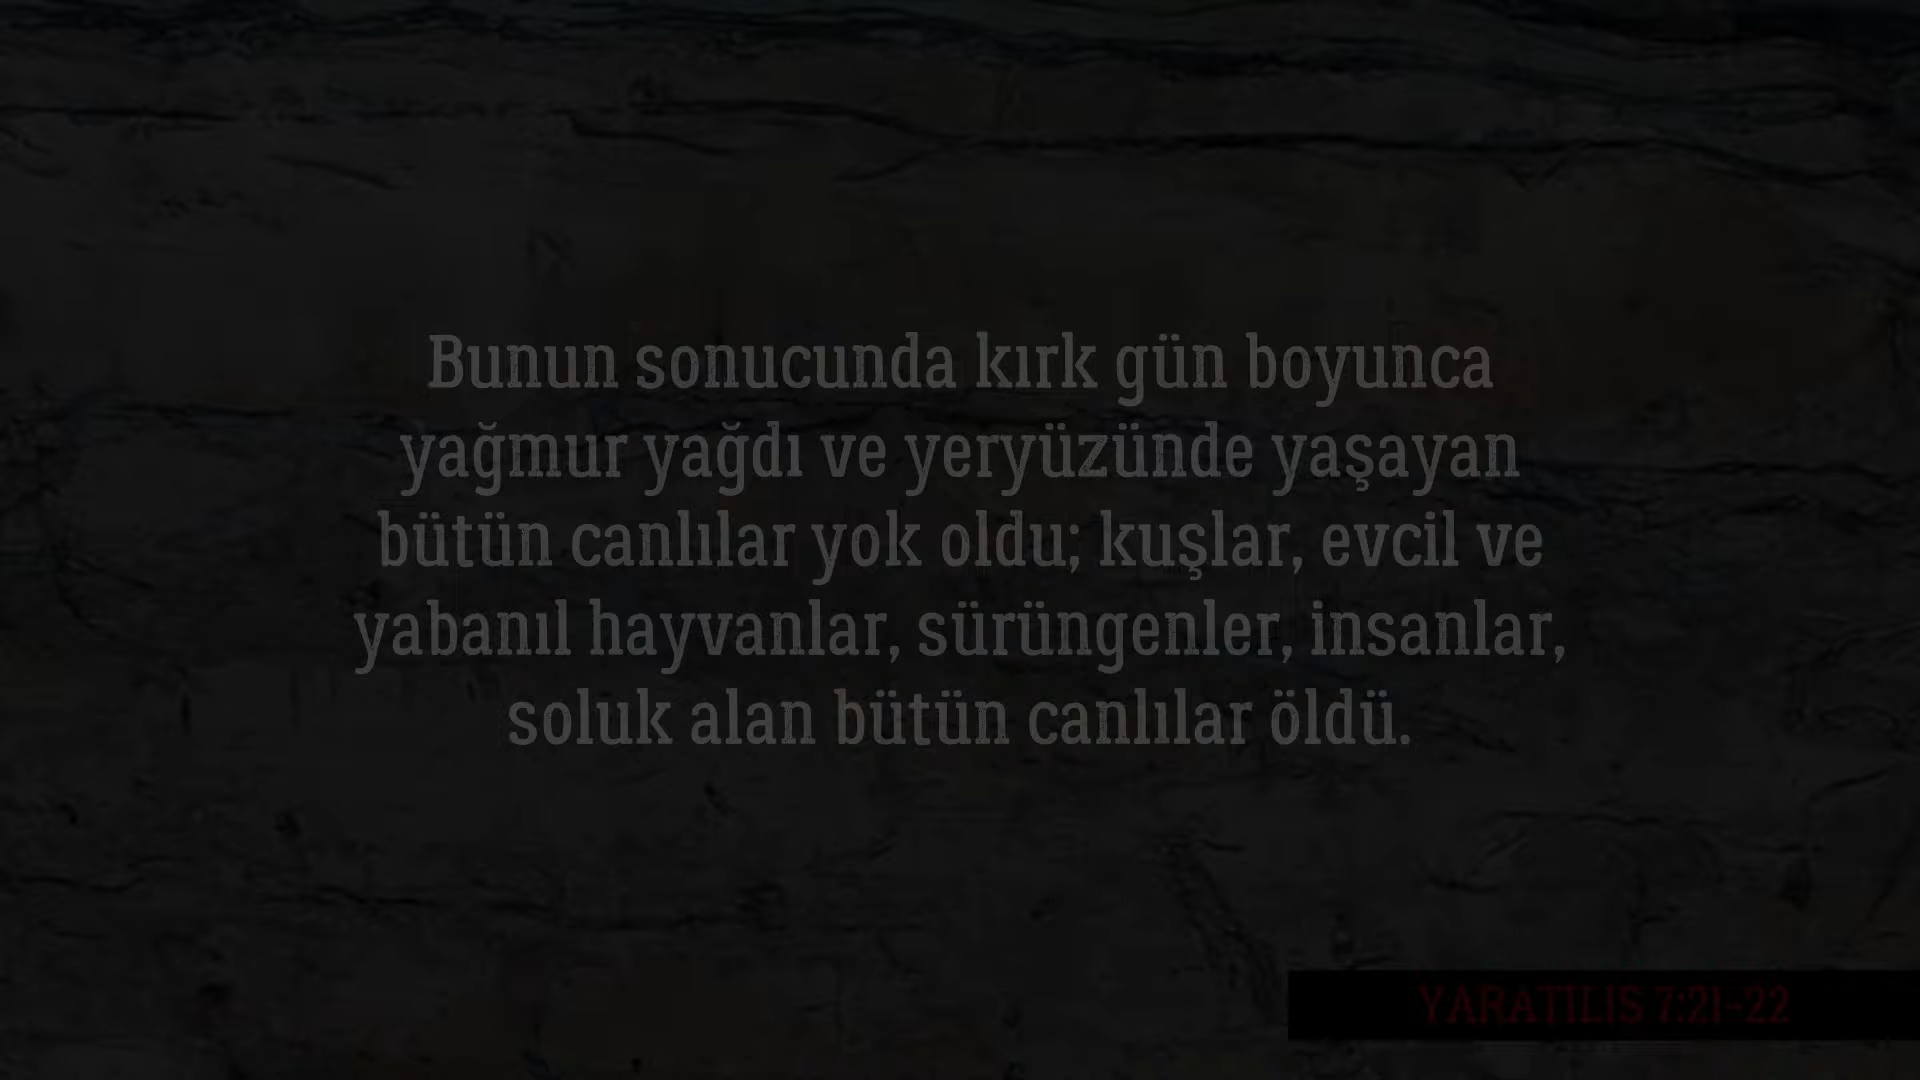 Bunun sonucunda kırk gün boyunca
yağmur yağdı ve yeryüzünde yaşayan
bütün canlılar yok oldu; kuşlar, evcil ve
yabanıl hayvanlar, sürüngenler, insanlar,
soluk alan bütün canlılar öldü.
YARATILIS 7:21-22